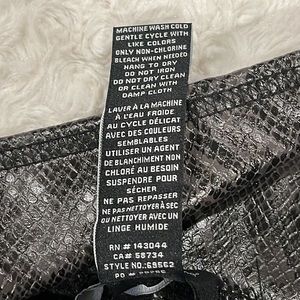 MACHINE WASH COLD
GENTLE CYCLE WITH
LIKE COLORS
ONLY NON-CHLORINE
BLEACH WHEN NEEDED
HANG TO DRY
DO NOT IRON
DO NOT DRY CLEAN
OR CLEAN WITH
DAMP CLOTH
LAVER À LA MACHINE
À L'EAU FROIDE
AU CYCLE DÉLICAT
AVEC DES COULEURS
SEMBLABLES
UTILISER UN AGENT
DE BLANCHIMENT NON
CHLORÉ AU BESOIN
SUSPENDRE POUR
SÉCHER
NE PAS REPASSER
NE PAS NETTOYER À SEC
OU NETTOYER AVEC UN
LINGE HUMIDE
RN # 143044
CA# 58734
STYLE NO.:69562
PO #